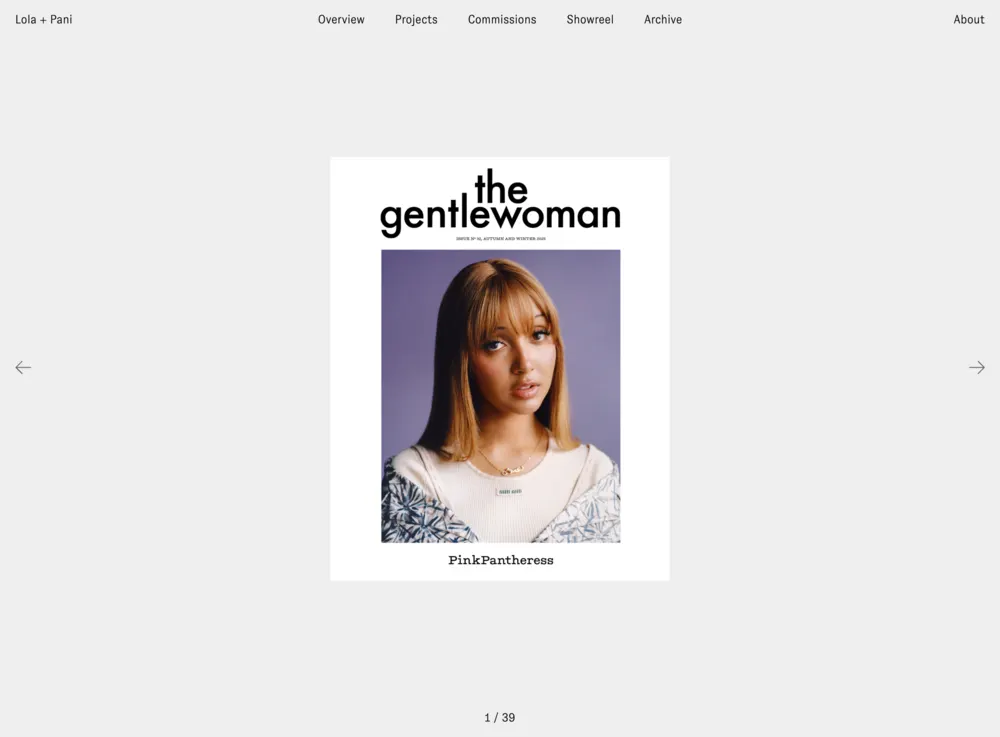 Lola + Pani
Overview
Projects
Commissions
Showreel
Archive
About
the
gentlewoman
PinkPantheress
1 / 39